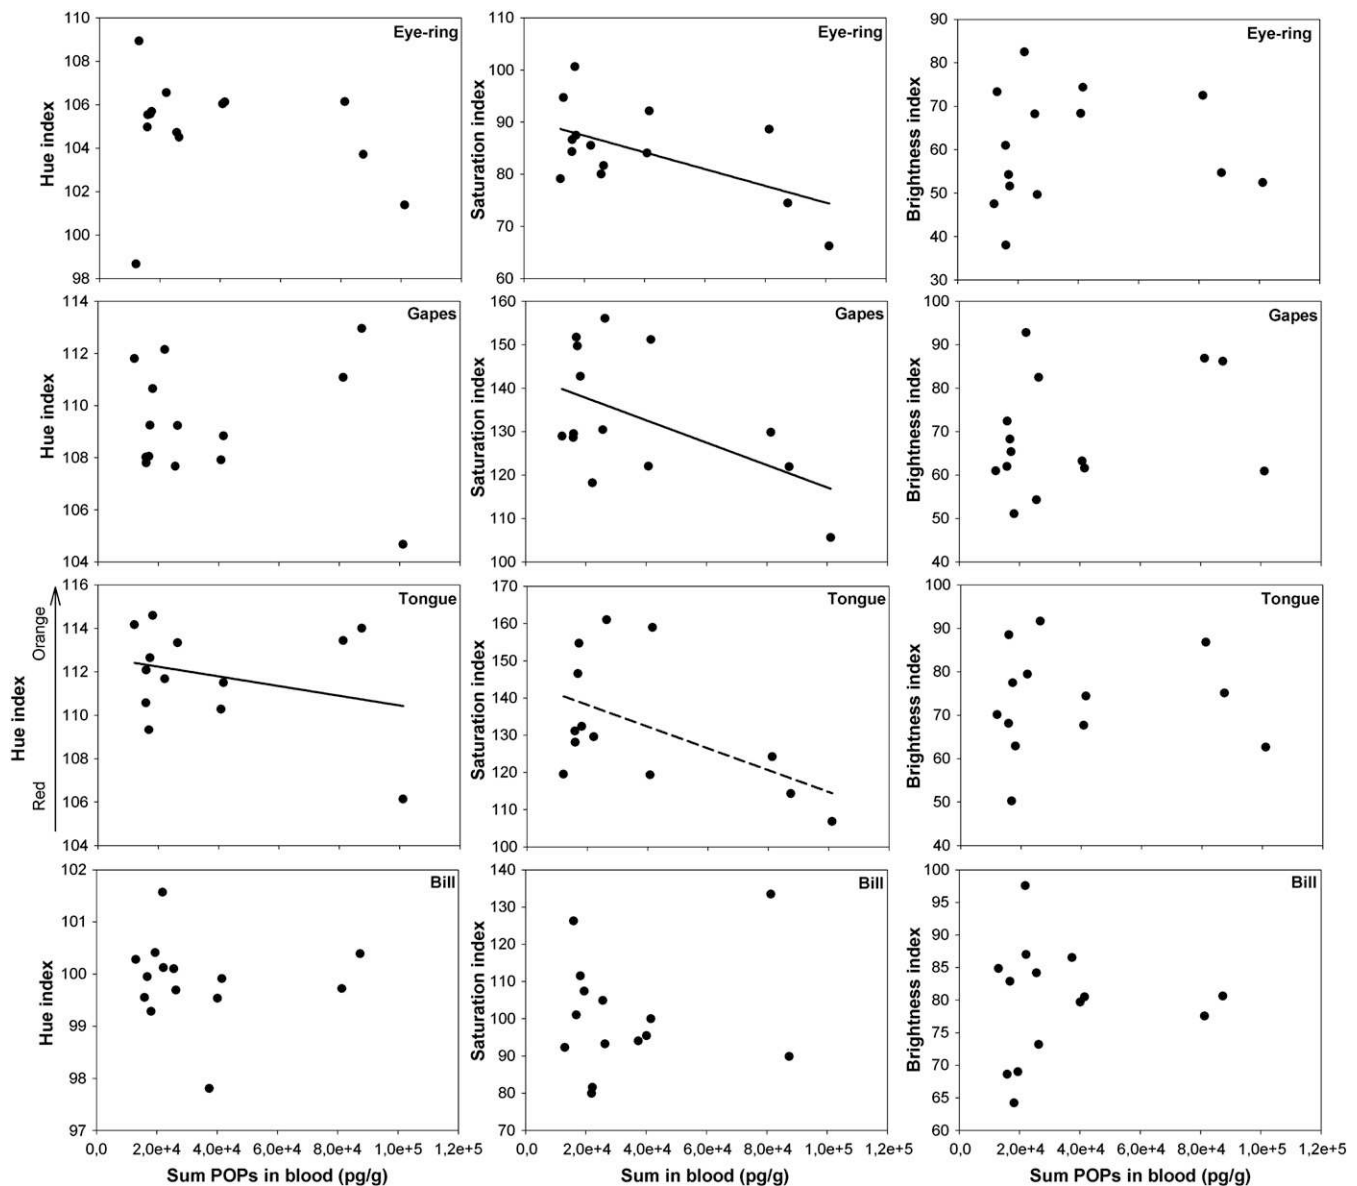 Eye-ring
Hue index
110
108
106
104
102
100
98
Eye-ring
Saturation index
110
100
90
80
70
60
Eye-ring
Brightness index
90
80
70
60
50
40
30
Gapes
Hue index
114
112
110
108
106
104
Gapes
Saturation index
160
150
140
130
120
110
100
Gapes
Brightness index
100
90
80
70
60
50
40
Tongue
Hue index
Red
Orange
116
114
112
110
108
106
104
Tongue
Saturation index
170
160
150
140
130
120
110
100
Tongue
Brightness index
100
90
80
70
60
50
40
Bill
Hue index
102
101
100
99
98
97
0,0 2,0e+4 4,0e+4 6,0e+4 8,0e+4 1,0e+5 1,2e+5
Sum POPs in blood (pg/g)
Bill
Saturation index
140
130
120
110
100
90
80
70
0,0 2,0e+4 4,0e+4 6,0e+4 8,0e+4 1,0e+5 1,2e+5
Sum in blood (pg/g)
Bill
Brightness index
100
95
90
85
80
75
70
65
60
0,0 2,0e+4 4,0e+4 6,0e+4 8,0e+4 1,0e+5 1,2e+5
Sum POPs in blood (pg/g)